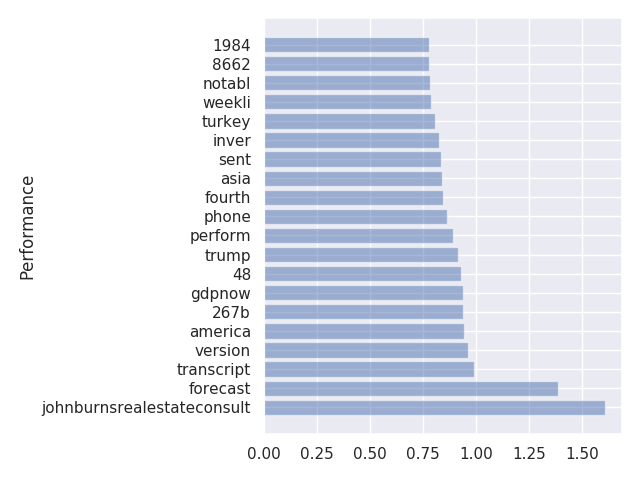 1984
8662
notabl
weekli
turkey
inver
sent
asia
fourth
phone
perform
trump
48
gdpnow
267b
america
version
transcript
forecast
johnburnsrealestateconsult
Performance
0.00 0.25 0.50 0.75 1.00 1.25 1.50